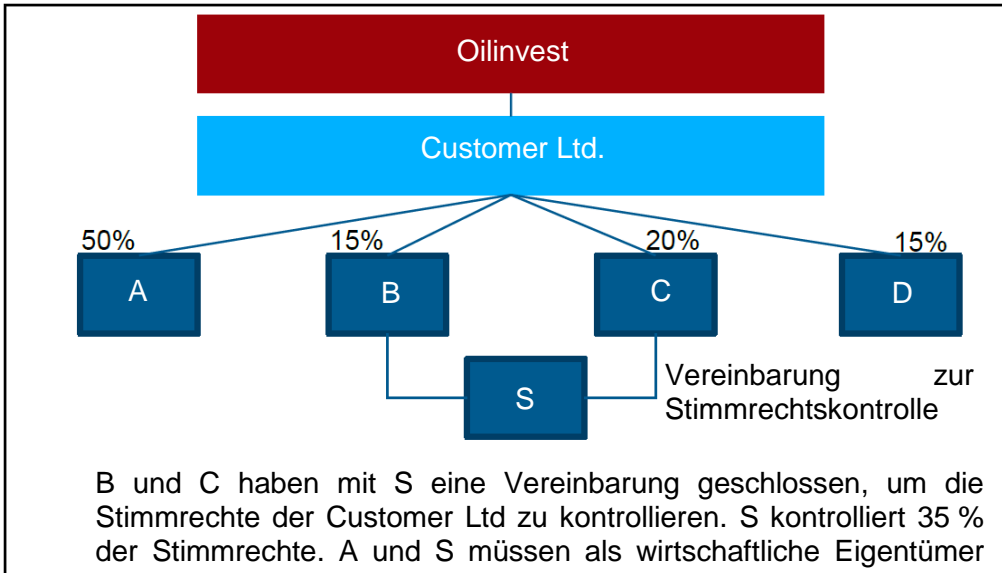 Oilinvest
Customer Ltd.
50%
15%
20%
15%
A
B
C
D
S
Vereinbarung zur
Stimmrechtskontrolle
B und C haben mit S eine Vereinbarung geschlossen, um die
Stimmrechte der Customer Ltd zu kontrollieren. S kontrolliert 35 %
der Stimmrechte. A und S müssen als wirtschaftliche Eigentümer